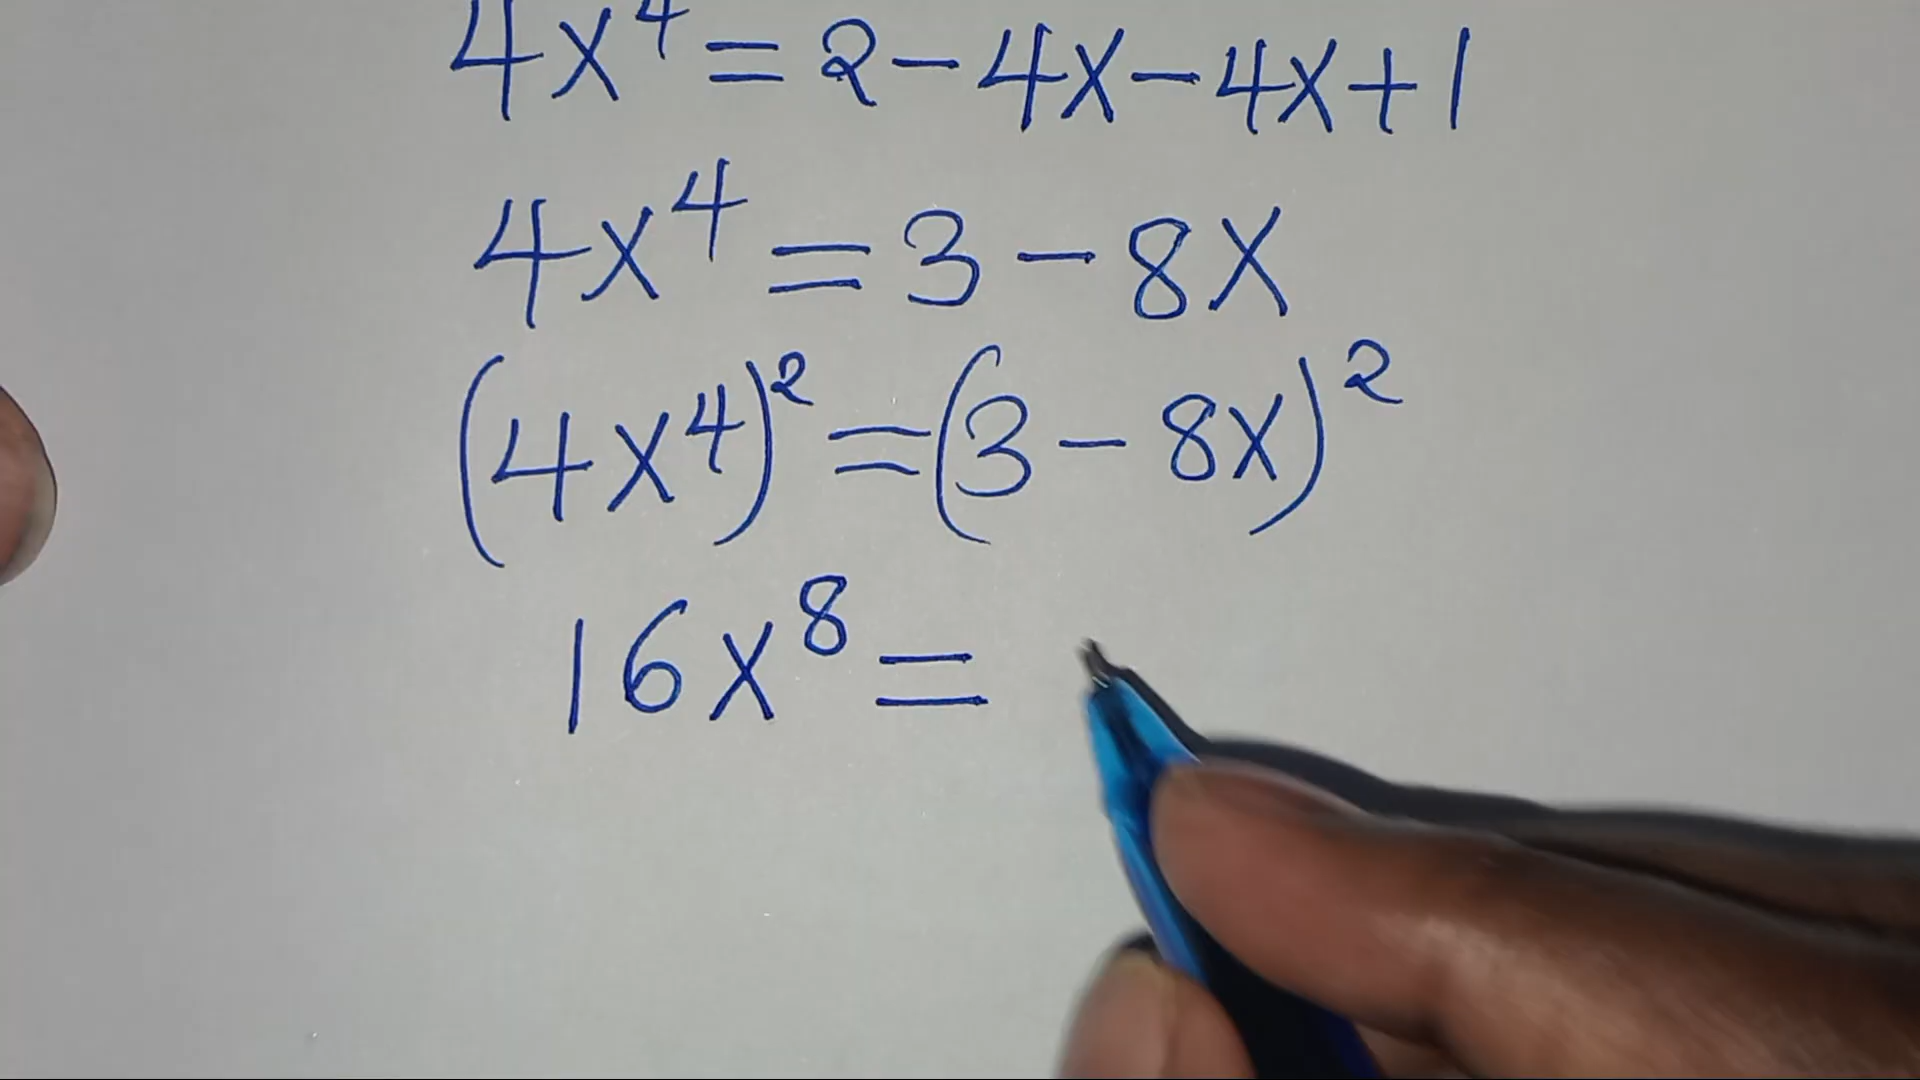 4x⁴ = 2 - 4x - 4x + 1
4x⁴ = 3 - 8x
(4x⁴)² = (3 - 8x)²
16x⁸ =